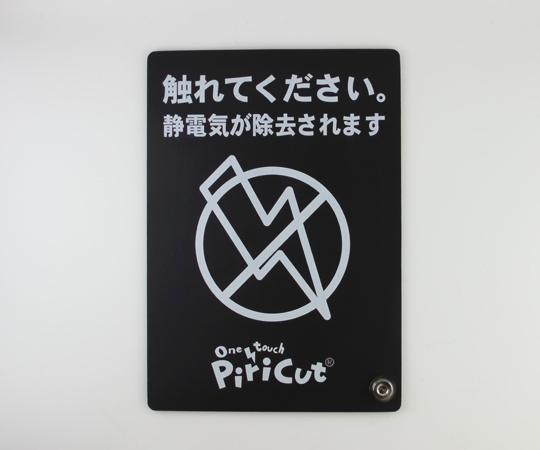 触れてください。
静電気が除去されます
One touch
PiriCut®